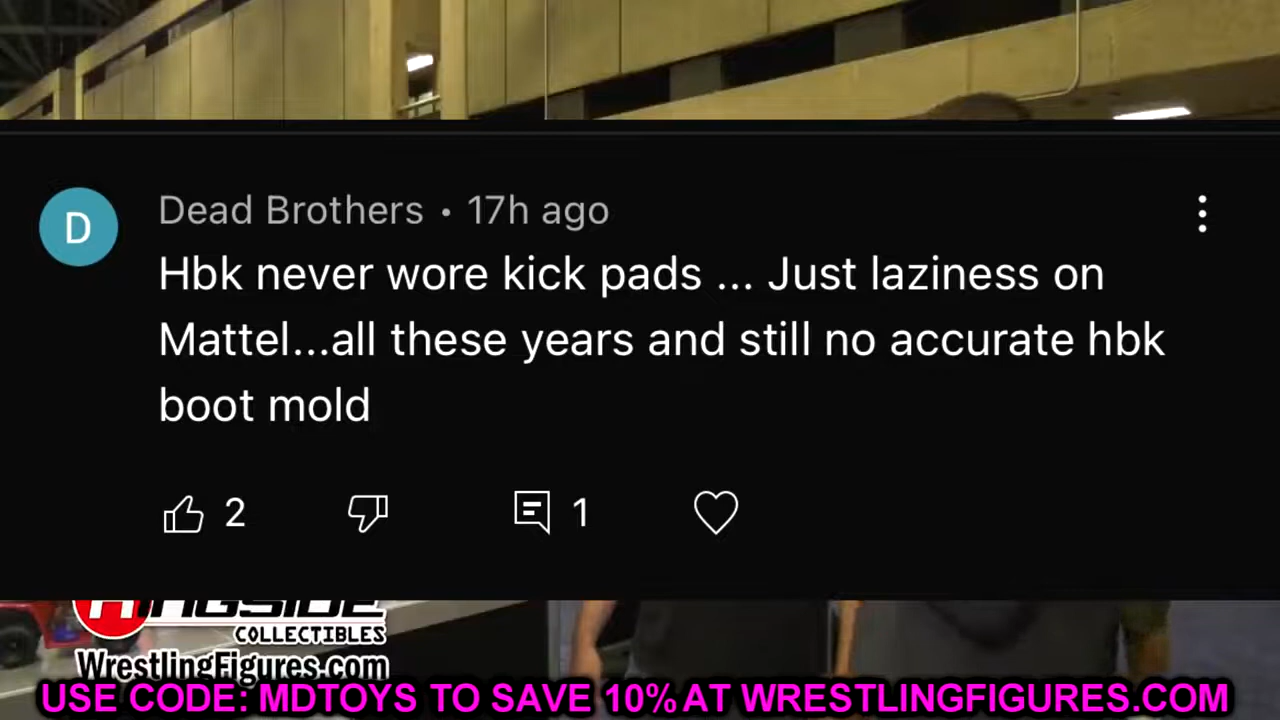 D
Dead Brothers • 17h ago
Hbk never wore kick pads ... Just laziness on
Mattel...all these years and still no accurate hbk
boot mold
2
1
RINGSIDE
COLLECTIBLES
WrestlingFigures.com
USE CODE: MDTOYS TO SAVE 10% AT WRESTLINGFIGURES.COM